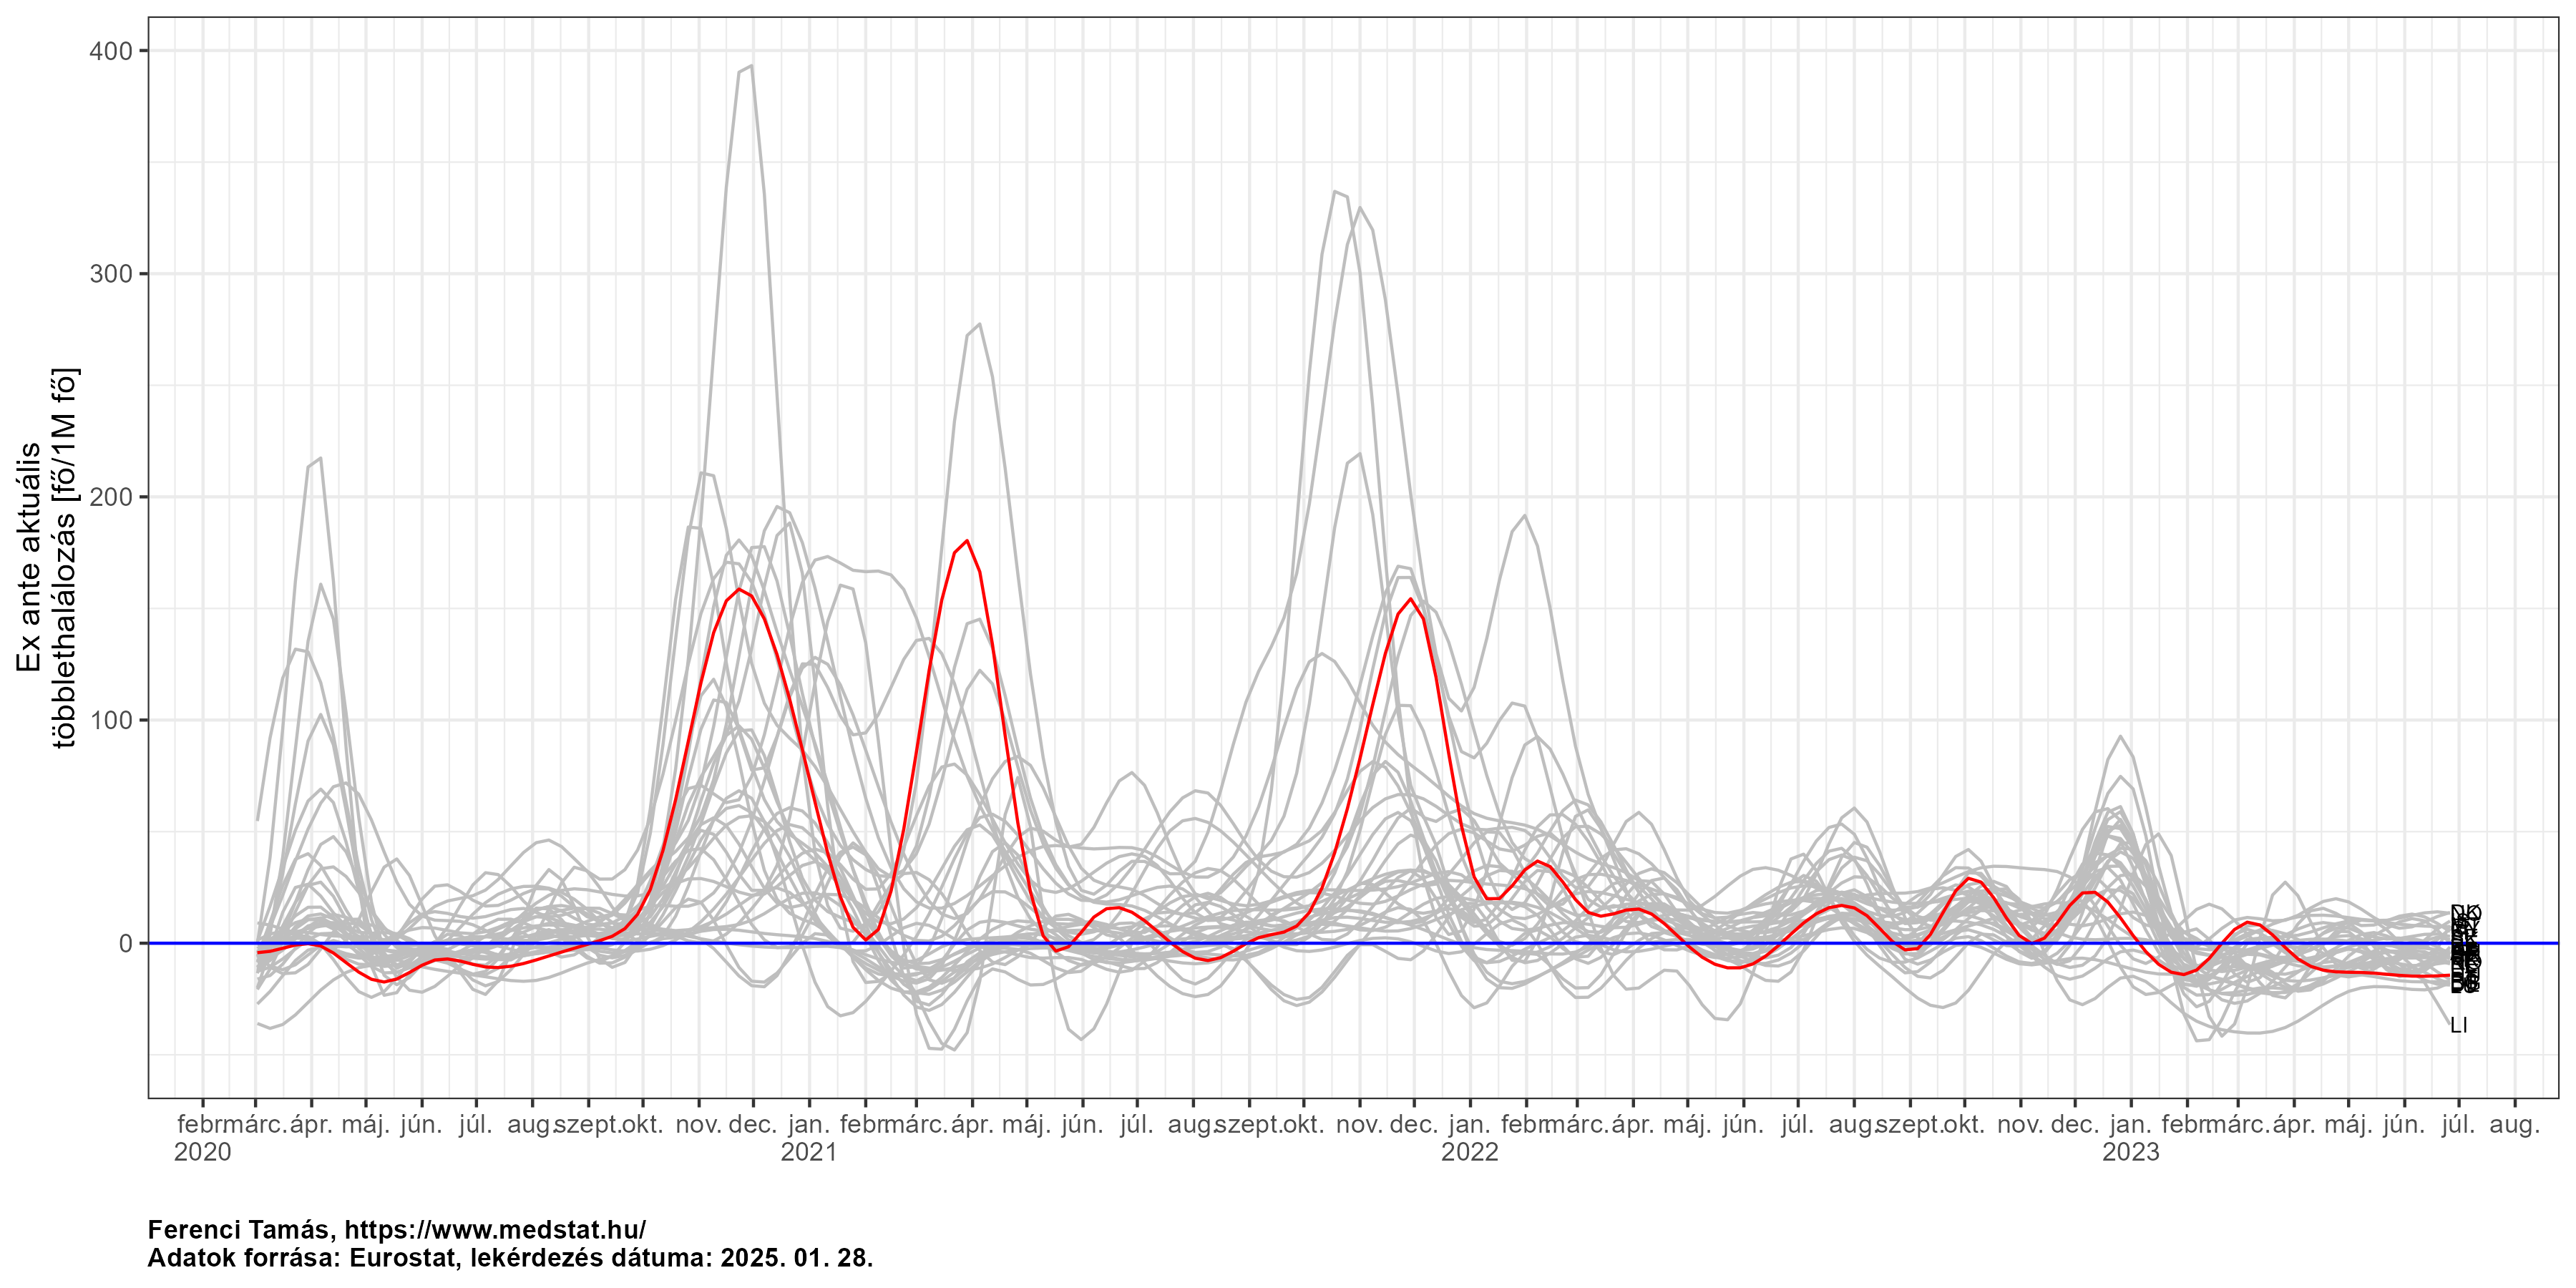 Ex ante aktuális
többlethalálozás [fő/1M fő]
400
300
200
100
0
LI
febr. márc. ápr. máj. jún. júl. aug. szept. okt. nov. dec. jan. febr. márc. ápr. máj. jún. júl. aug. szept. okt. nov. dec. jan. febr. márc. ápr. máj. jún. júl. aug. szept. okt. nov. dec. jan. febr. márc. ápr. máj. jún. júl. aug.
2020 2021 2022 2023
Ferenci Tamás, https://www.medstat.hu/
Adatok forrása: Eurostat, lekérdezés dátuma: 2025. 01. 28.